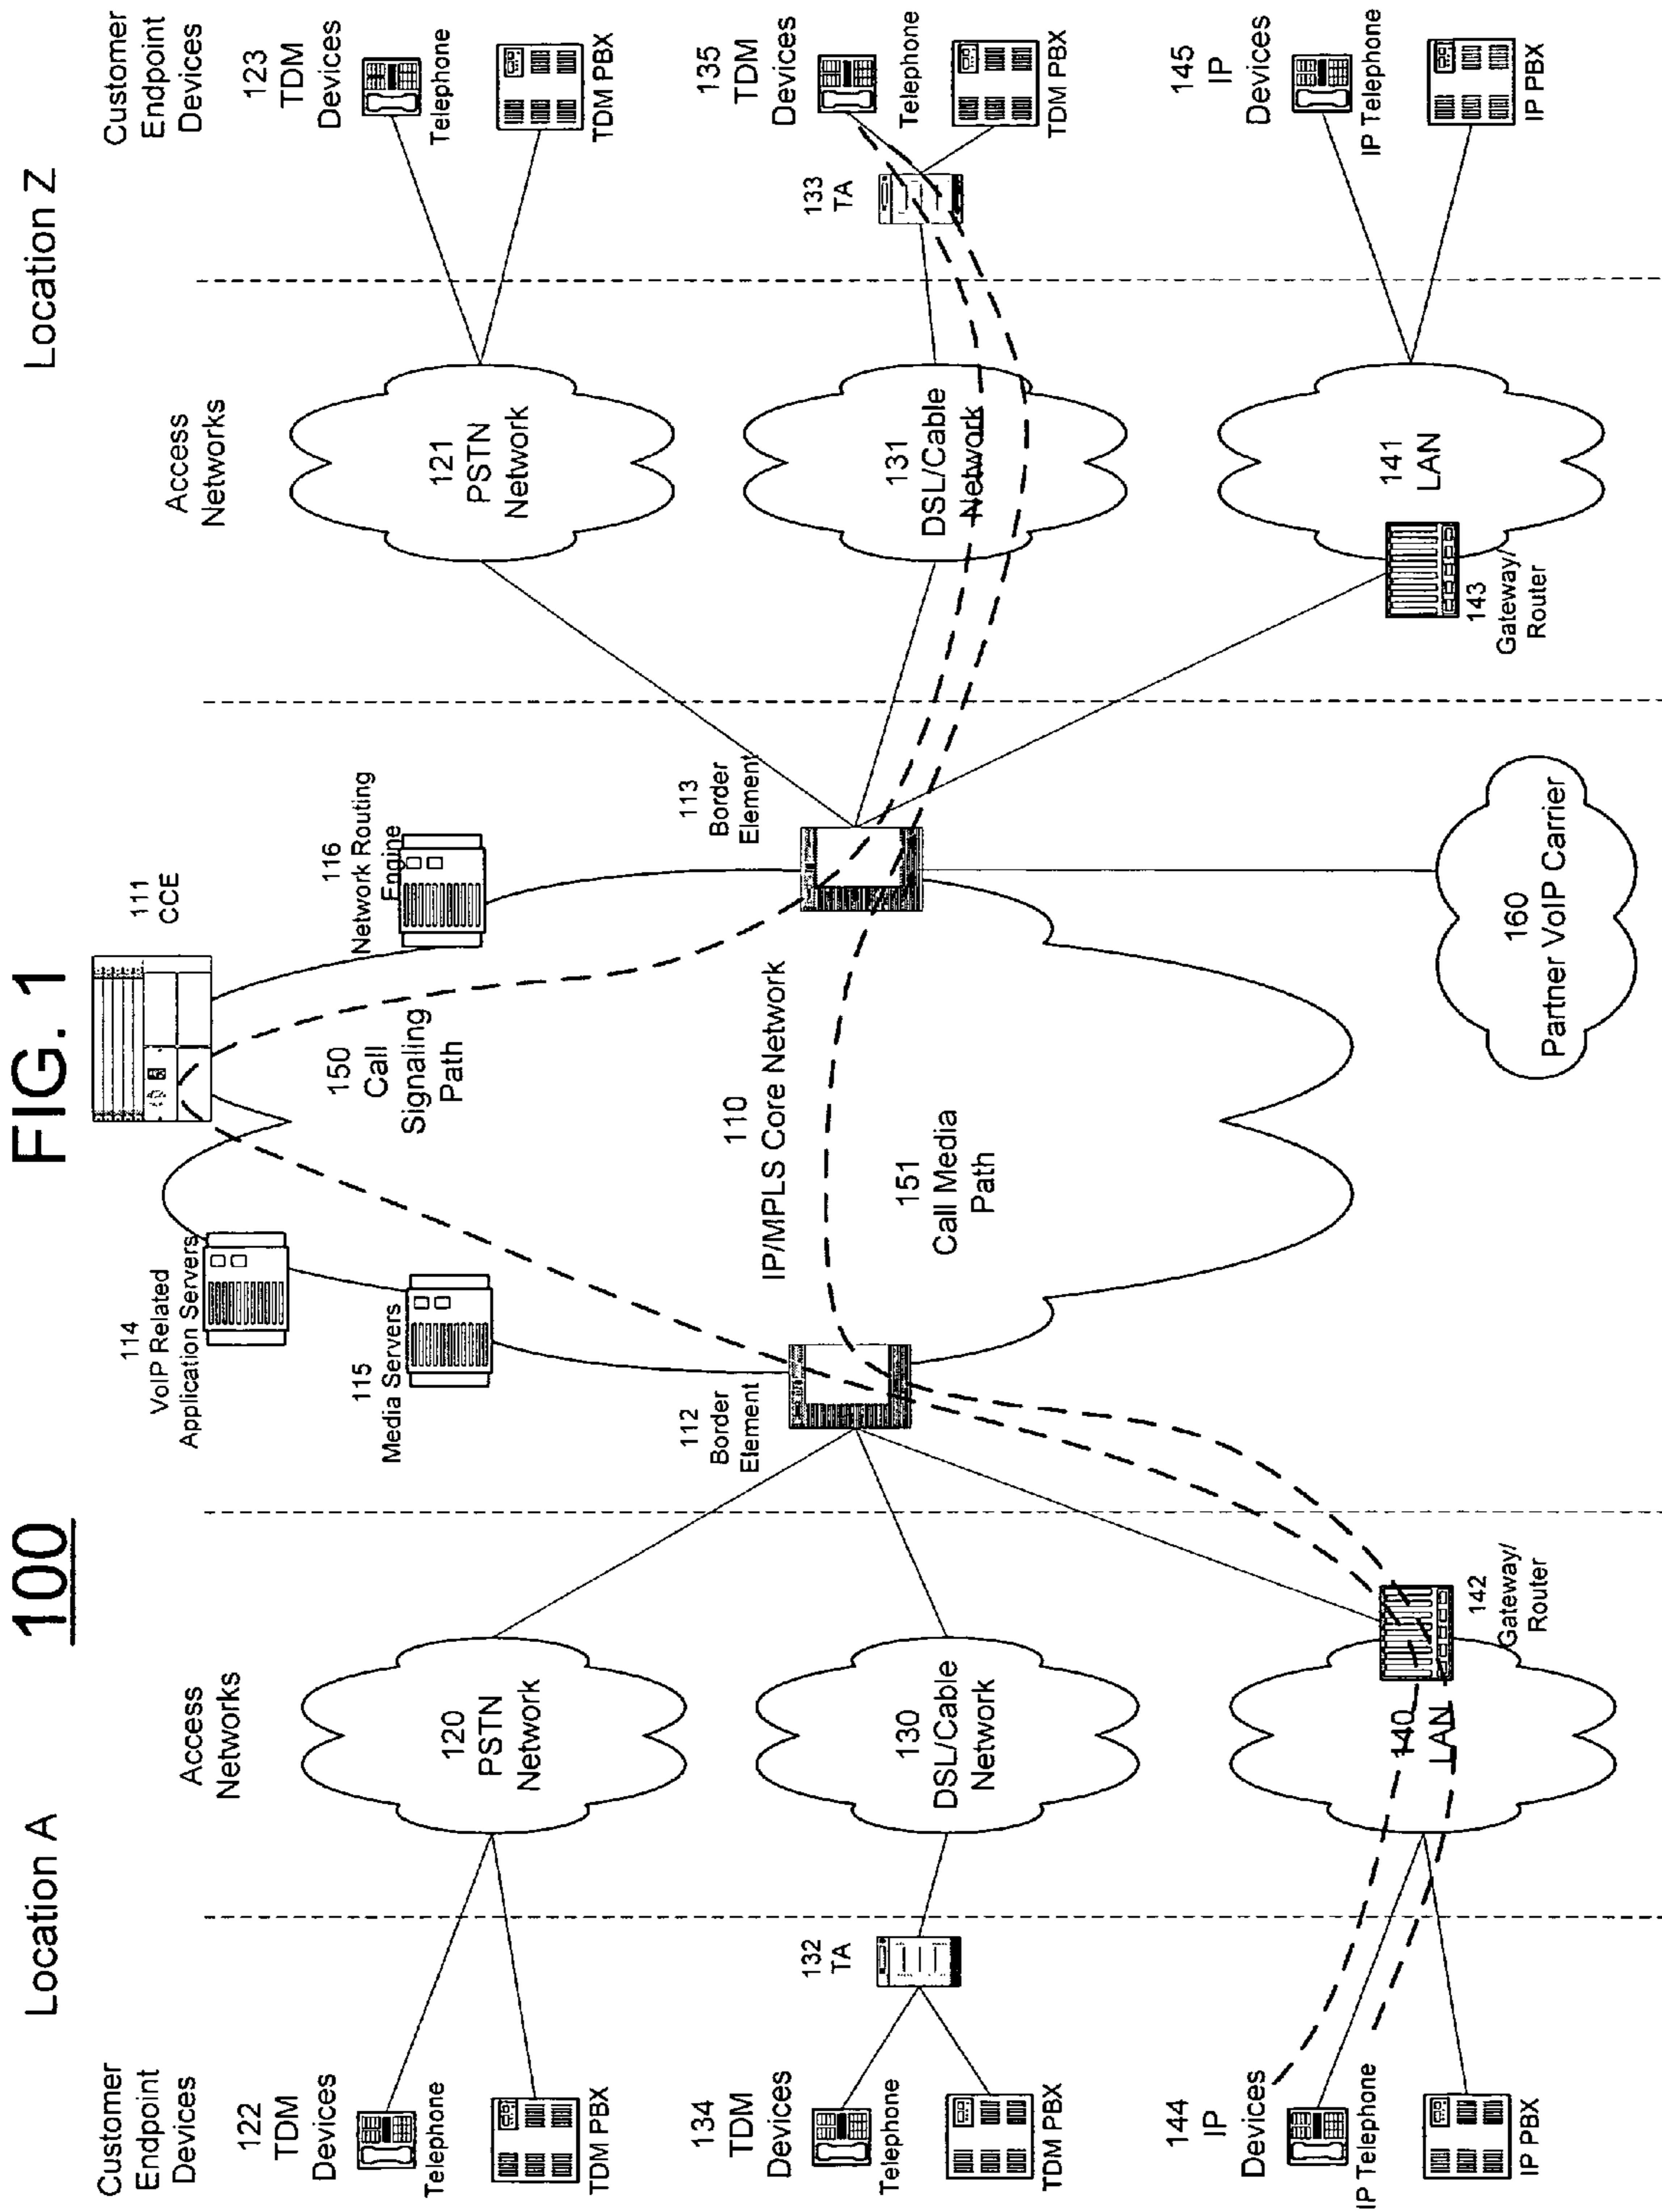 FIG. 1
100
Location A
Location Z
Customer
Endpoint
Devices
Access
Networks
Access
Networks
Customer
Endpoint
Devices
122
TDM
Devices
Telephone
TDM PBX
134
TDM
Devices
Telephone
TDM PBX
144
IP
Devices
IP Telephone
IP PBX
132
TA
120
PSTN
Network
130
DSL/Cable
Network
140
LAN
142
Gateway/
Router
114
VoIP Related
Application Servers
115
Media Servers
112
Border
Element
111
CCE
150
Call
Signaling
Path
110
IP/MPLS Core Network
151
Call Media
Path
116
Network Routing
Engine
113
Border
Element
160
Partner VoIP Carrier
121
PSTN
Network
131
DSL/Cable
Network
141
LAN
143
Gateway/
Router
133
TA
123
TDM
Devices
Telephone
TDM PBX
135
TDM
Devices
Telephone
TDM PBX
145
IP
Devices
IP Telephone
IP PBX